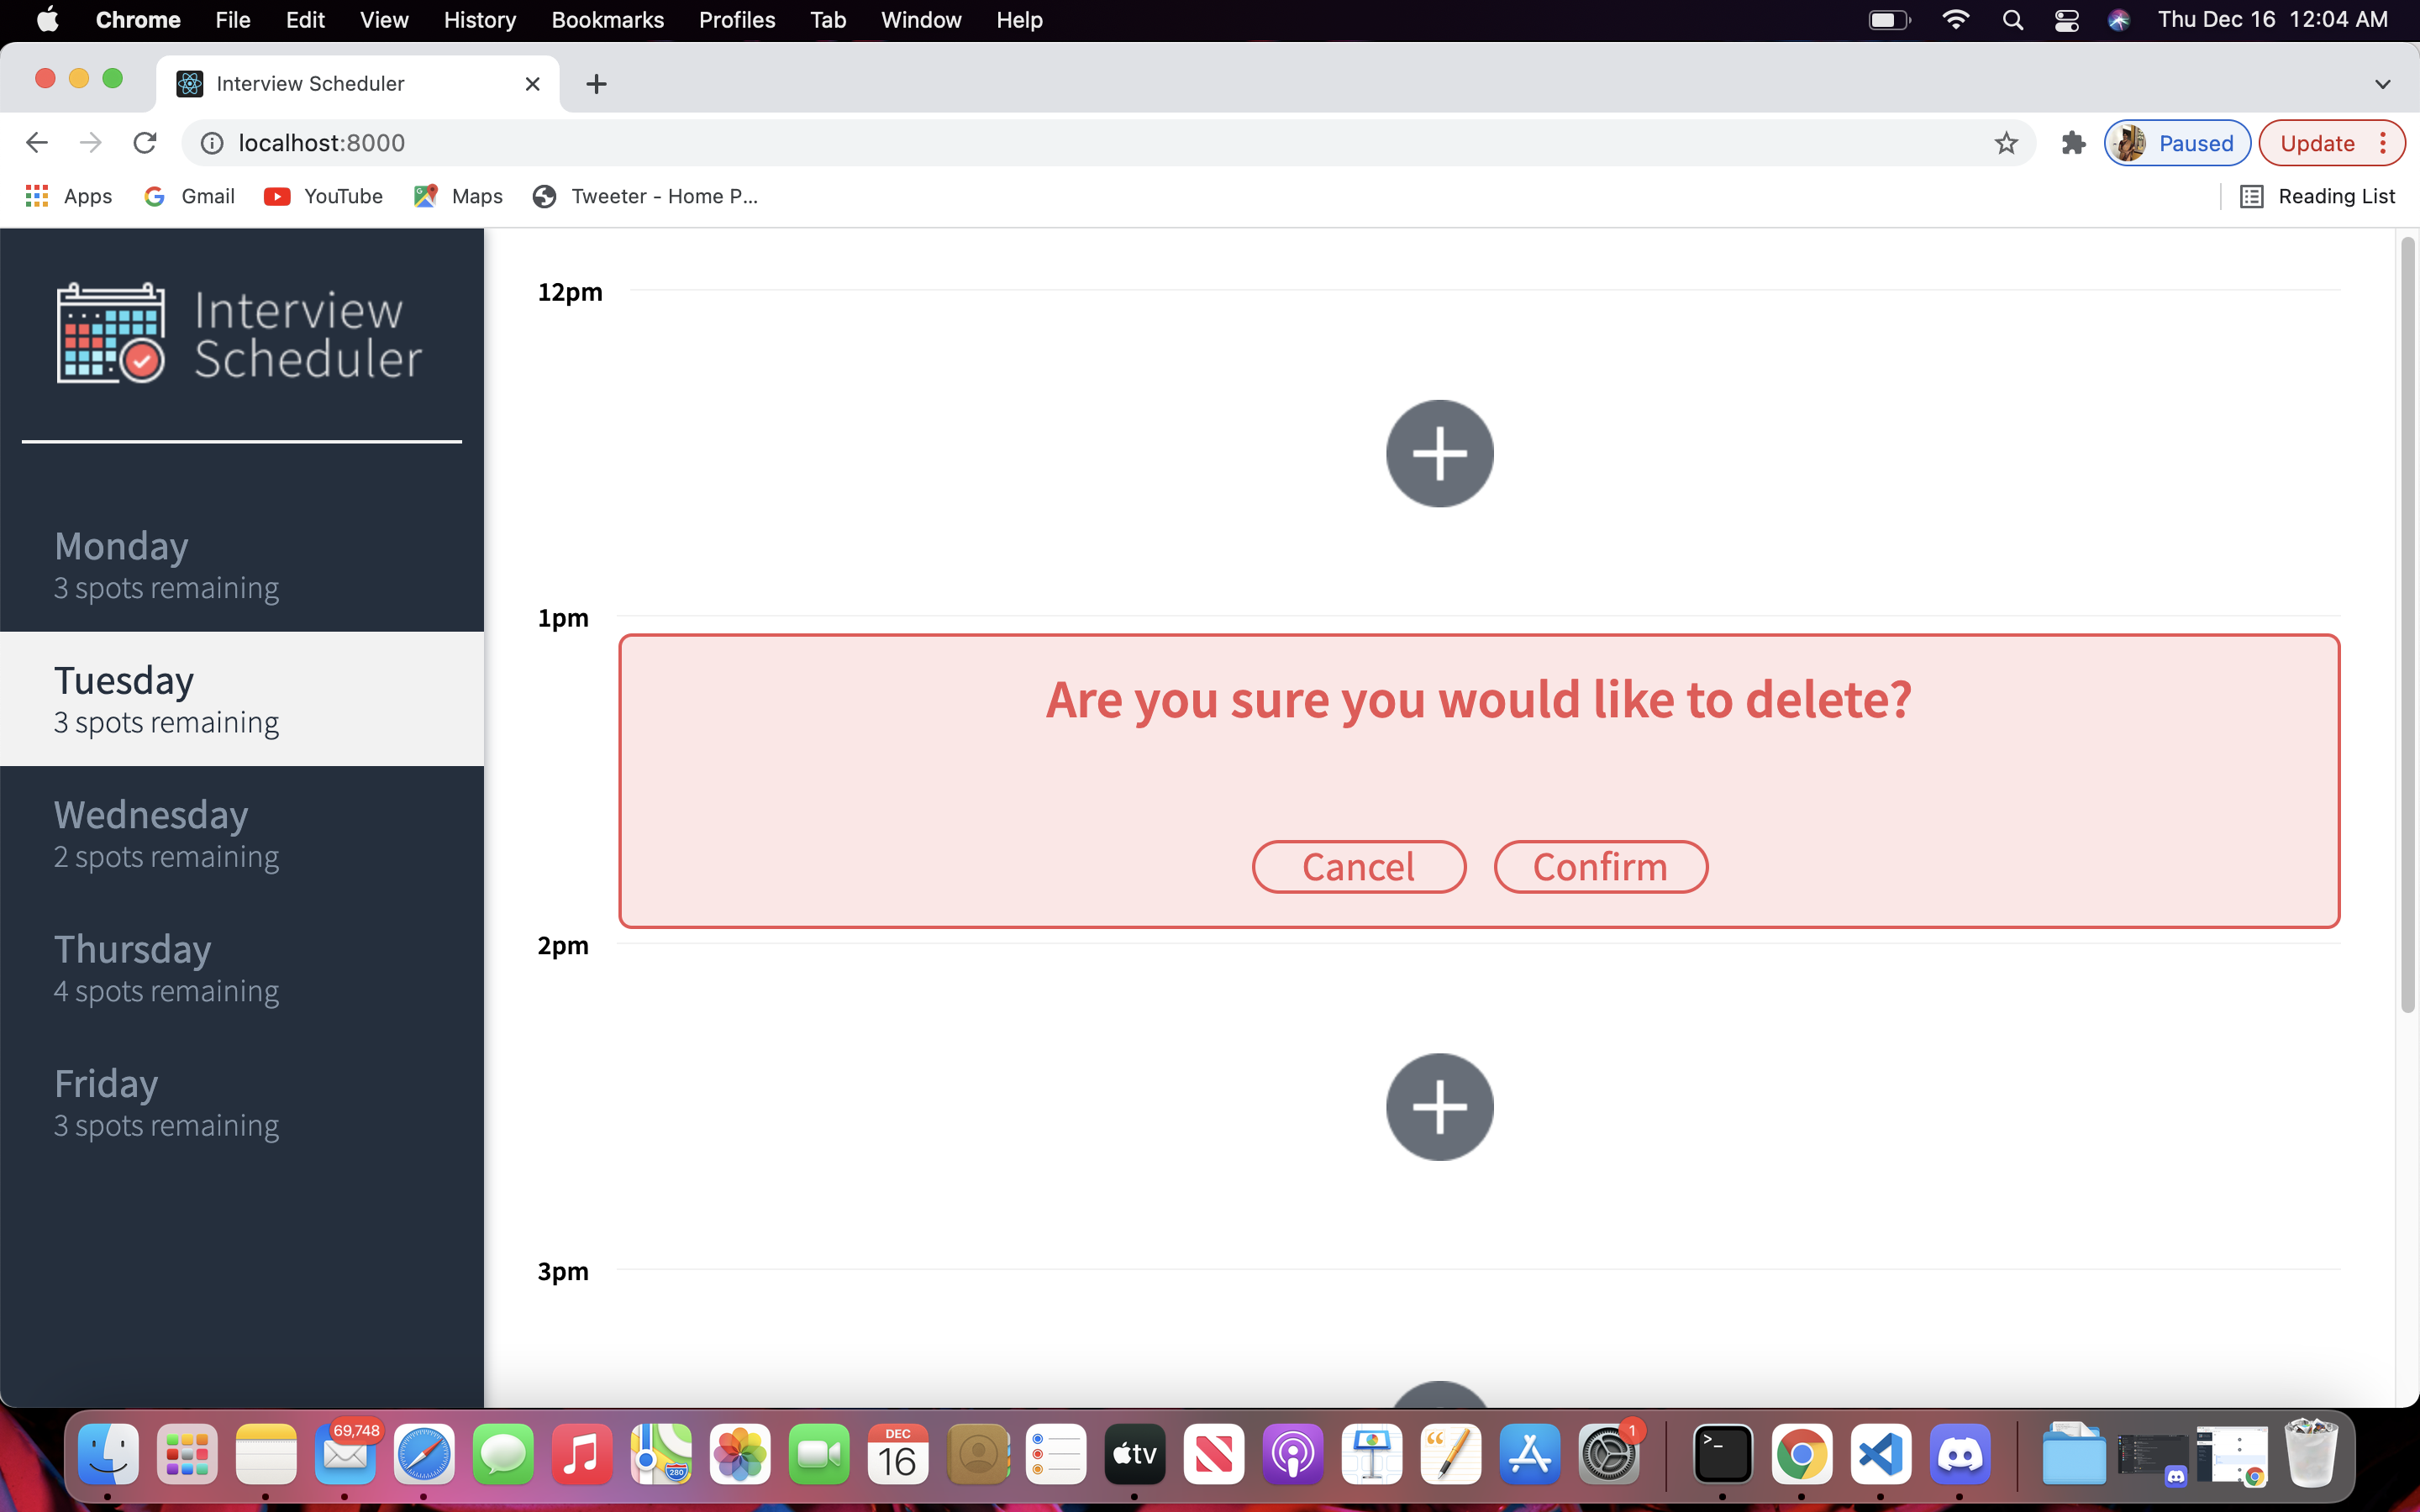 Chrome File Edit View History Bookmarks Profiles Tab Window Help Thu Dec 16 12:04 AM
Interview Scheduler
localhost:8000 Paused Update
Apps Gmail YouTube Maps Tweeter - Home P... Reading List
Interview
Scheduler
Monday
3 spots remaining
Tuesday
3 spots remaining
Wednesday
2 spots remaining
Thursday
4 spots remaining
Friday
3 spots remaining
12pm
1pm
Are you sure you would like to delete?
Cancel Confirm
2pm
3pm
69,748
280
DEC
16
tv
1
>_